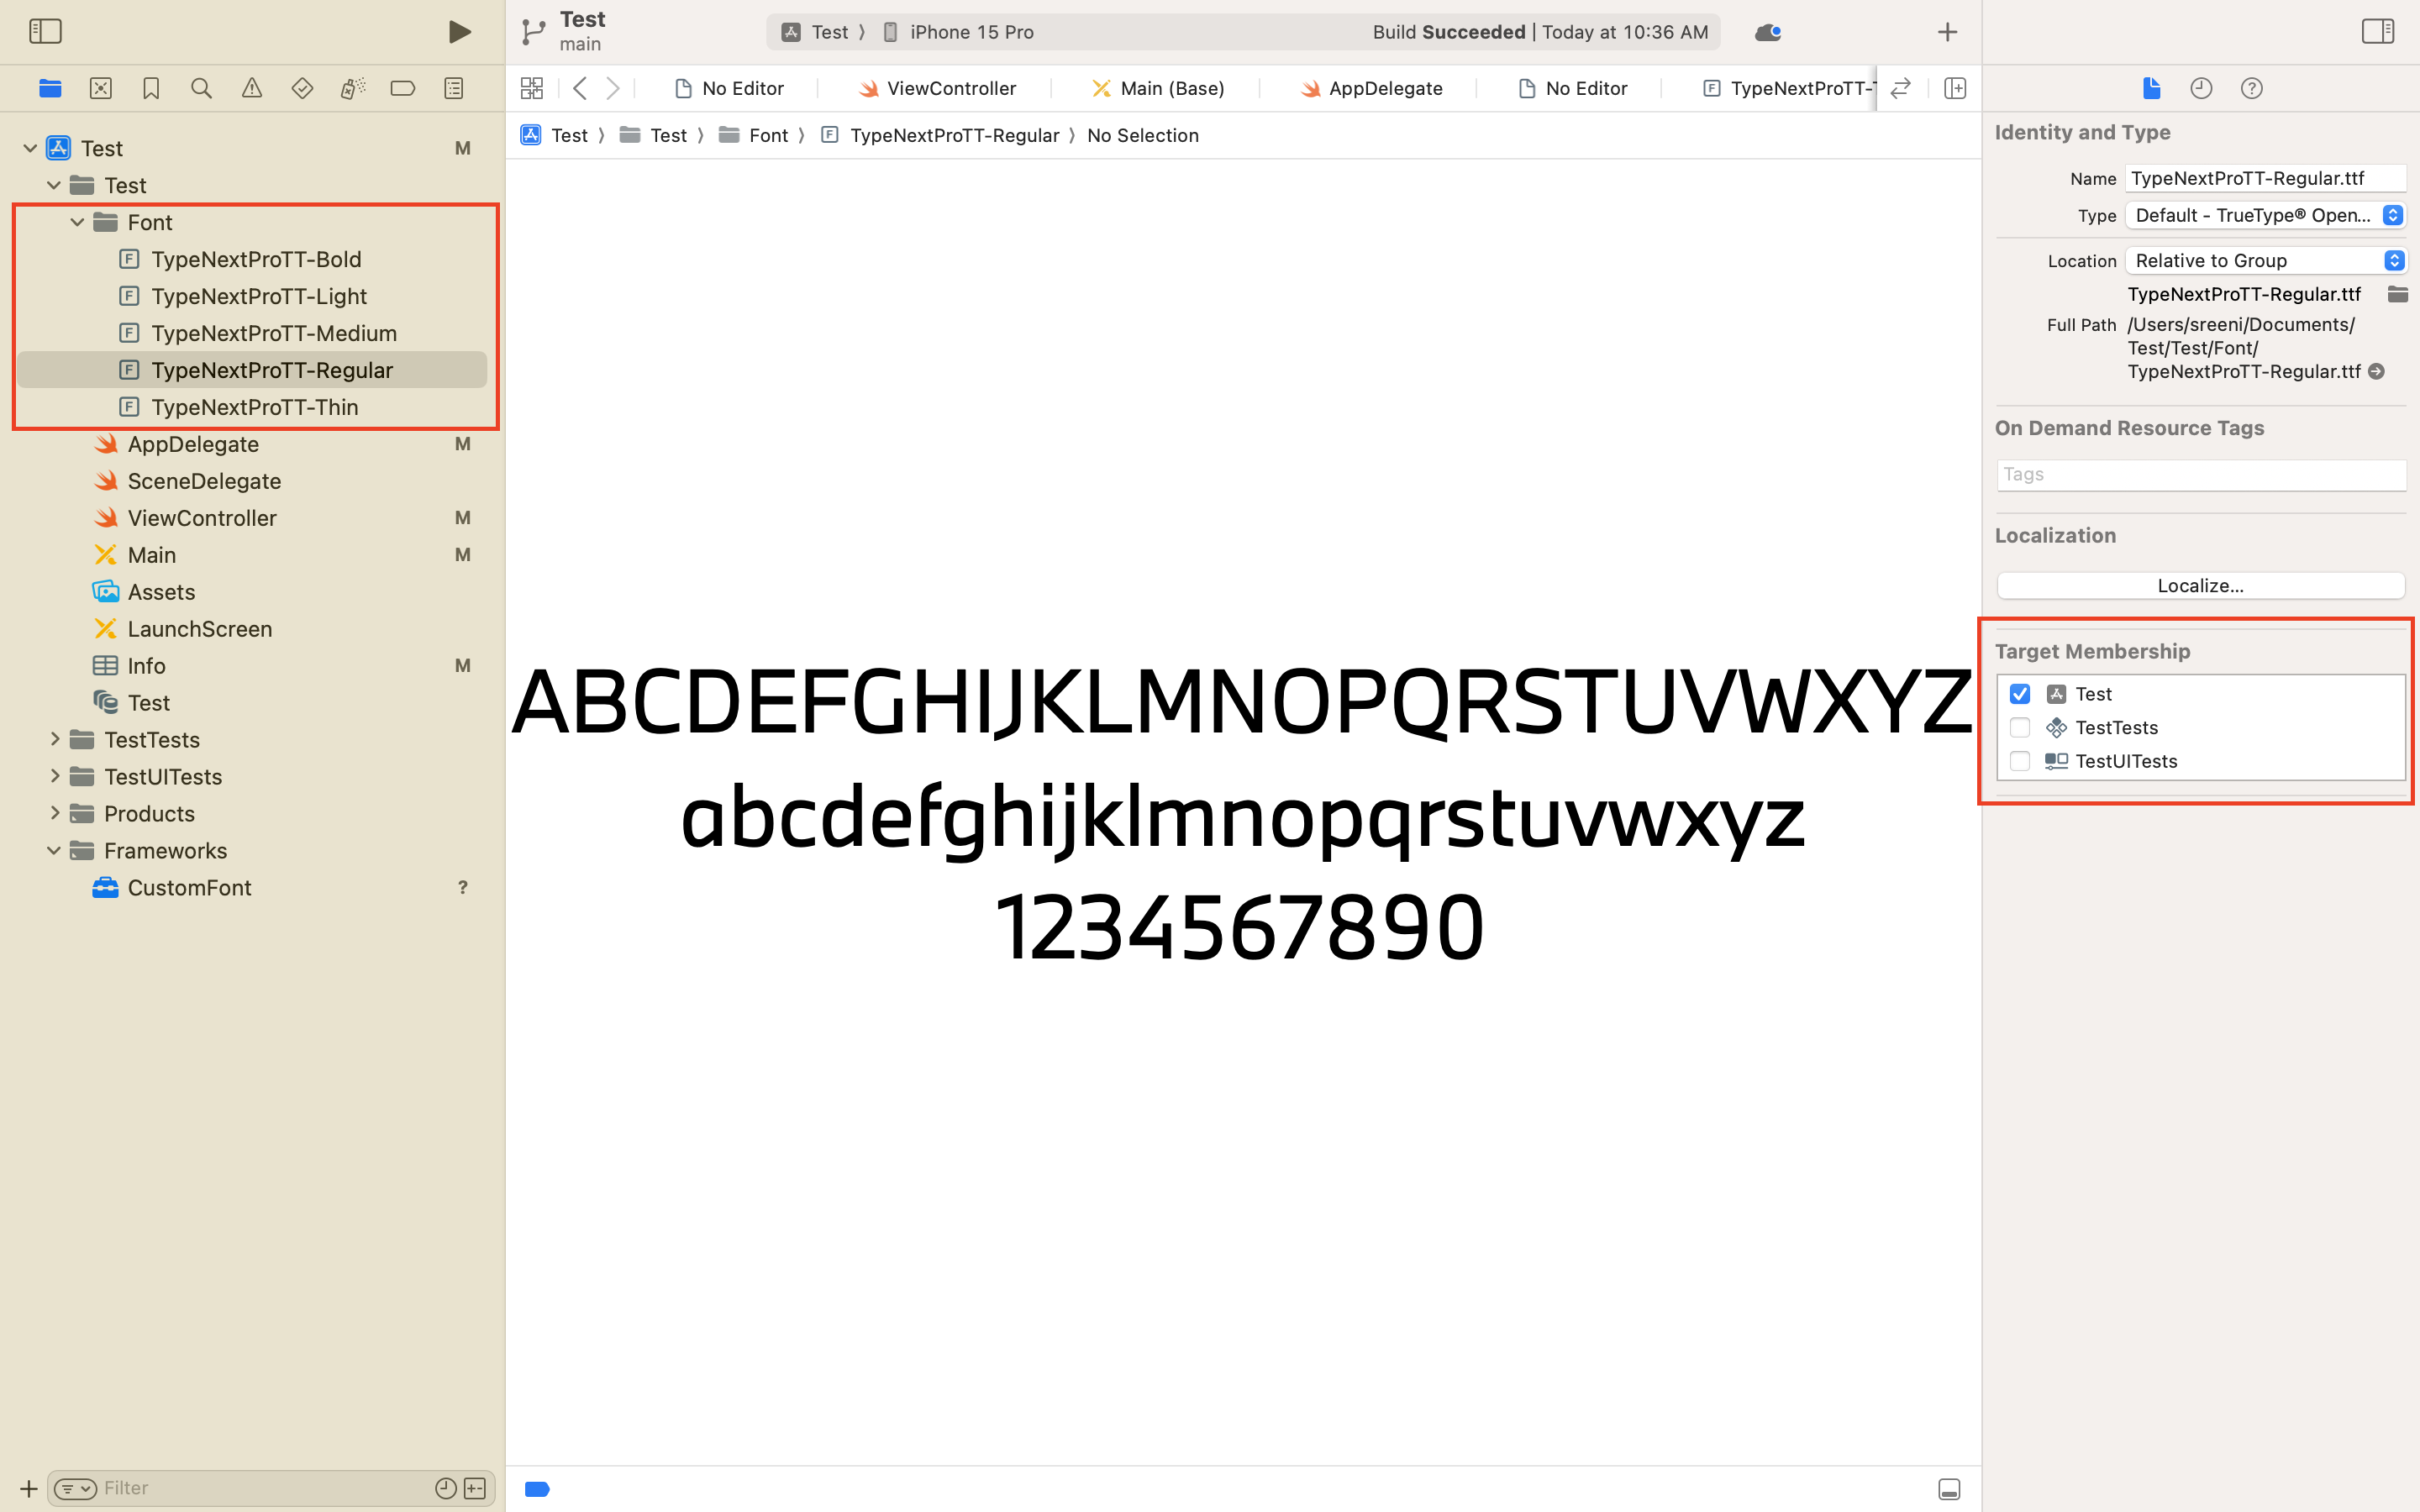 Test
main
Test ⟩ iPhone 15 Pro
Build Succeeded | Today at 10:36 AM
No Editor
ViewController
Main (Base)
AppDelegate
No Editor
TypeNextProTT-
Test ⟩ Test ⟩ Font ⟩ TypeNextProTT-Regular ⟩ No Selection
Test M
Test
Font
TypeNextProTT-Bold
TypeNextProTT-Light
TypeNextProTT-Medium
TypeNextProTT-Regular
TypeNextProTT-Thin
AppDelegate M
SceneDelegate
ViewController M
Main M
Assets
LaunchScreen
Info M
Test
TestTests
TestUITests
Products
Frameworks
CustomFont ?
Filter
ABCDEFGHIJKLMNOPQRSTUVWXYZ
abcdefghijklmnopqrstuvwxyz
1234567890
Identity and Type
Name TypeNextProTT-Regular.ttf
Type Default - TrueType® Open...
Location Relative to Group
TypeNextProTT-Regular.ttf
Full Path /Users/sreeni/Documents/
Test/Test/Font/
TypeNextProTT-Regular.ttf
On Demand Resource Tags
Tags
Localization
Localize...
Target Membership
Test
TestTests
TestUITests